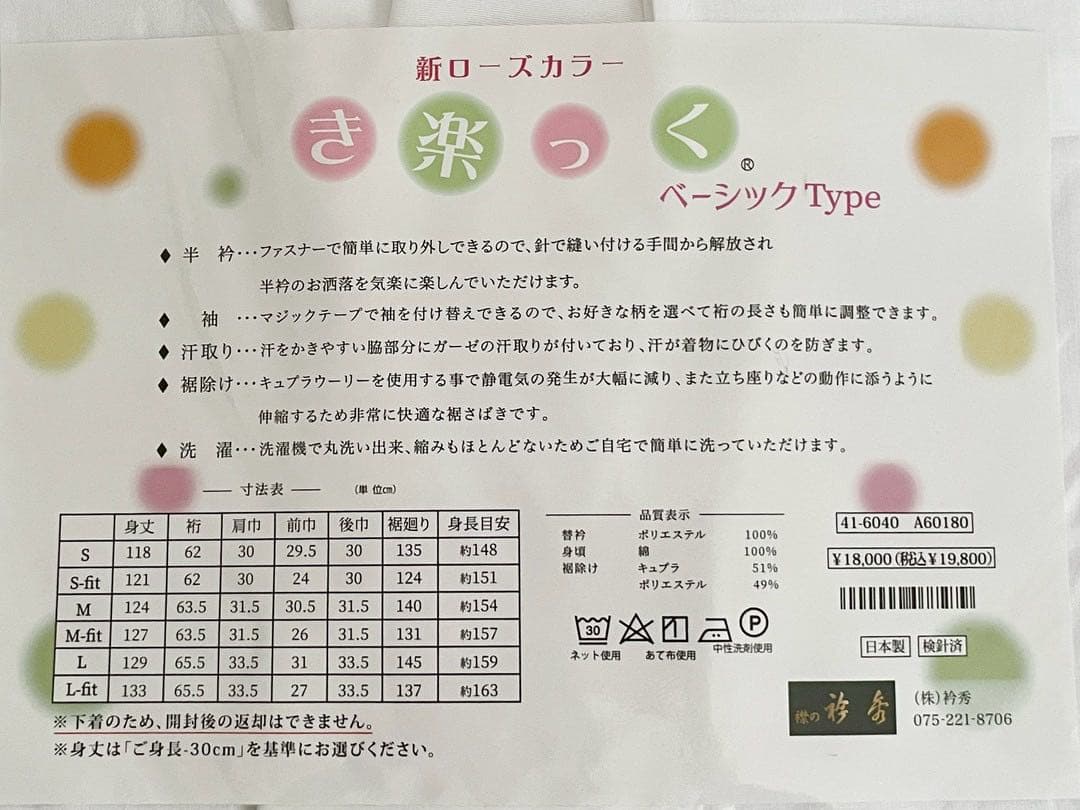 新ローズカラー
き楽っく®
ベーシックType
◆ 半　衿･･･ファスナーで簡単に取り外しできるので、針で縫い付ける手間から解放され
半衿のお洒落を気楽に楽しんでいただけます。
◆ 　袖　･･･マジックテープで袖を付け替えできるので、お好きな柄を選べて裄の長さも簡単に調整できます。
◆ 汗取り･･･汗をかきやすい脇部分にガーゼの汗取りが付いており、汗が着物にひびくのを防ぎます。
◆ 裾除け･･･キュプラウーリーを使用する事で静電気の発生が大幅に減り、また立ち座りなどの動作に添うように
伸縮するため非常に快適な裾さばきです。
◆ 洗　濯･･･洗濯機で丸洗い出来、縮みもほとんどないためご自宅で簡単に洗っていただけます。
寸法表　(単位㎝)
身丈 裄 肩巾 前巾 後巾 裾廻り 身長目安
S 118 62 30 29.5 30 135 約148
S-fit 121 62 30 24 30 124 約151
M 124 63.5 31.5 30.5 31.5 140 約154
M-fit 127 63.5 31.5 26 31.5 131 約157
L 129 65.5 33.5 31 33.5 145 約159
L-fit 133 65.5 33.5 27 33.5 137 約163
※下着のため、開封後の返却はできません。
※身丈は「ご身長-30cm」を基準にお選びください。
品質表示
替衿 ポリエステル 100%
身頃 綿 100%
裾除け キュプラ 51%
ポリエステル 49%
30 P
ネット使用 あて布使用 中性洗剤使用
41-6040 A60180
¥18,000(税込¥19,800)
日本製 検針済
襟の 衿秀
(株)衿秀
075-221-8706